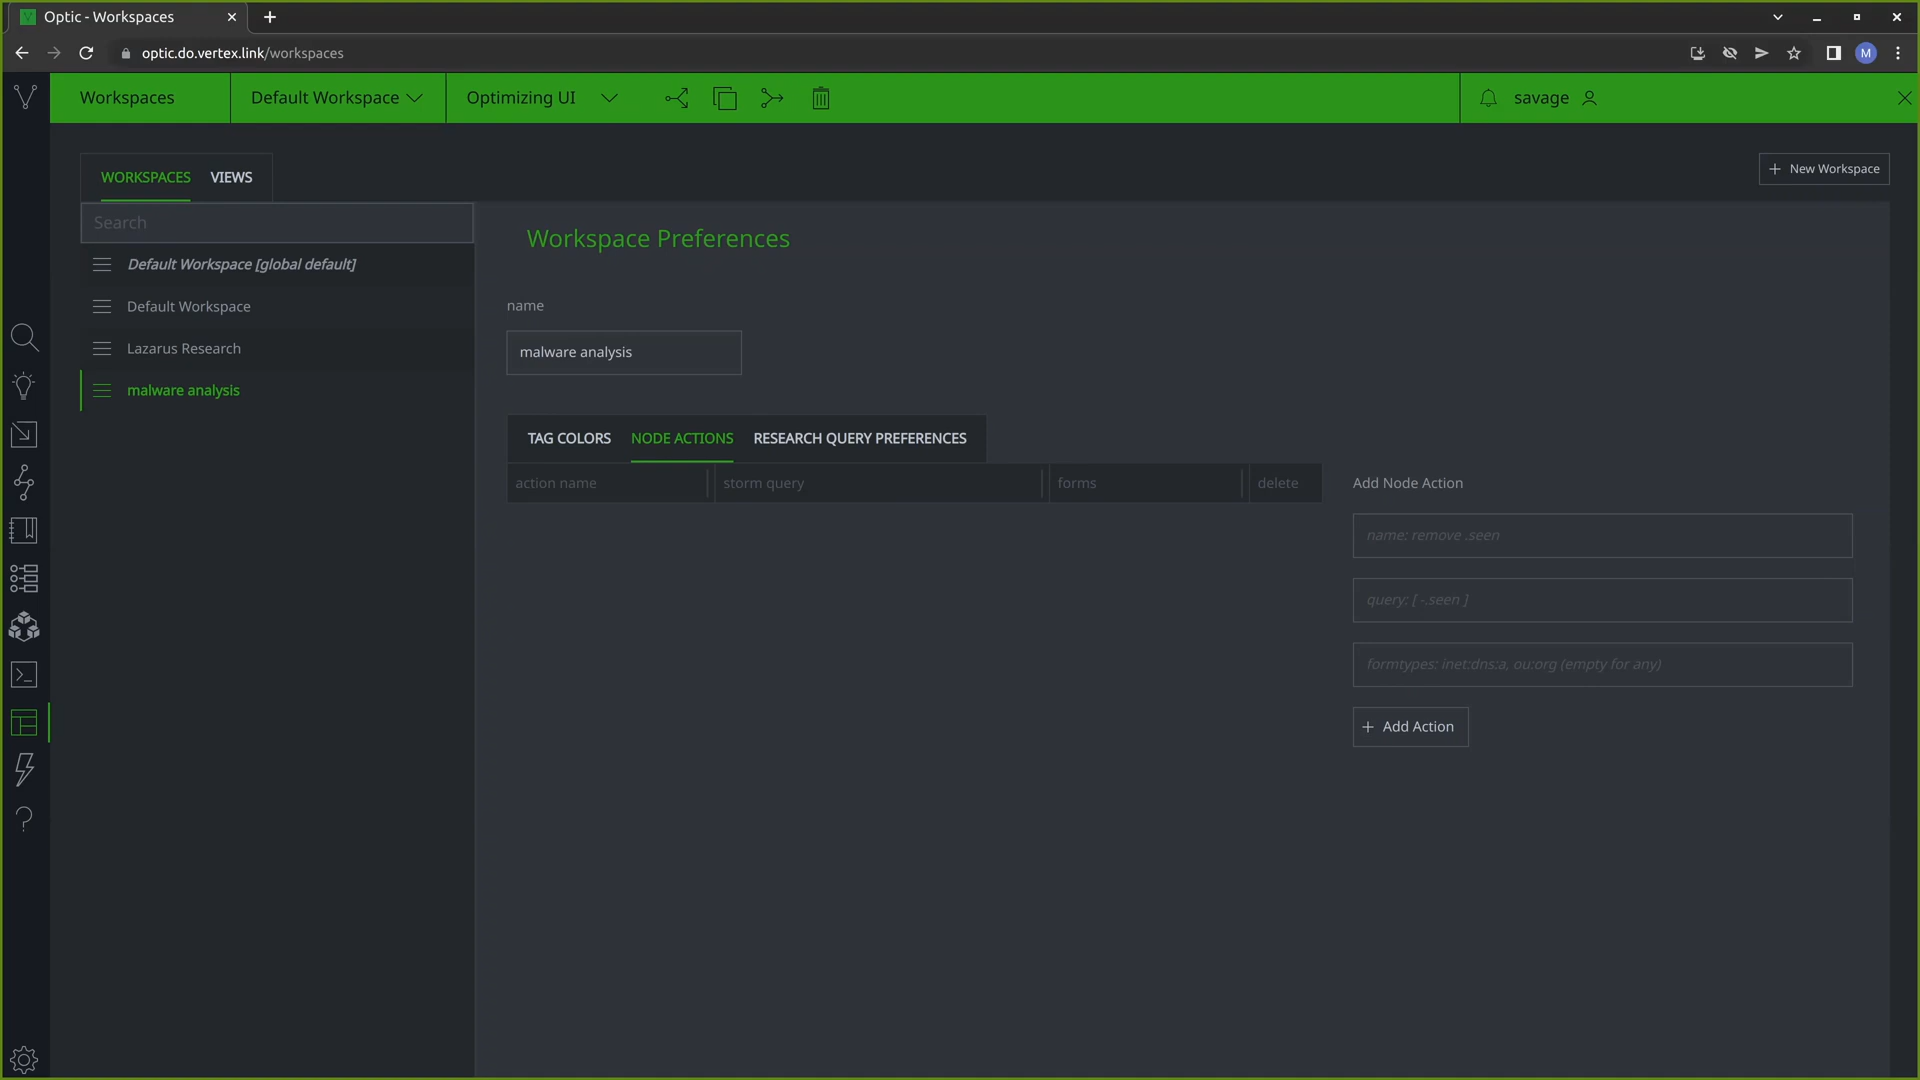 Optic - Workspaces
optic.do.vertex.link/workspaces
M
Workspaces
Default Workspace
Optimizing UI
savage
WORKSPACES
VIEWS
New Workspace
Search
Default Workspace [global default]
Default Workspace
Lazarus Research
malware analysis
Workspace Preferences
name
malware analysis
TAG COLORS
NODE ACTIONS
RESEARCH QUERY PREFERENCES
action name
storm query
forms
delete
Add Node Action
name: remove .seen
query: [ -.seen ]
formtypes: inet:dns:a, ou:org (empty for any)
Add Action